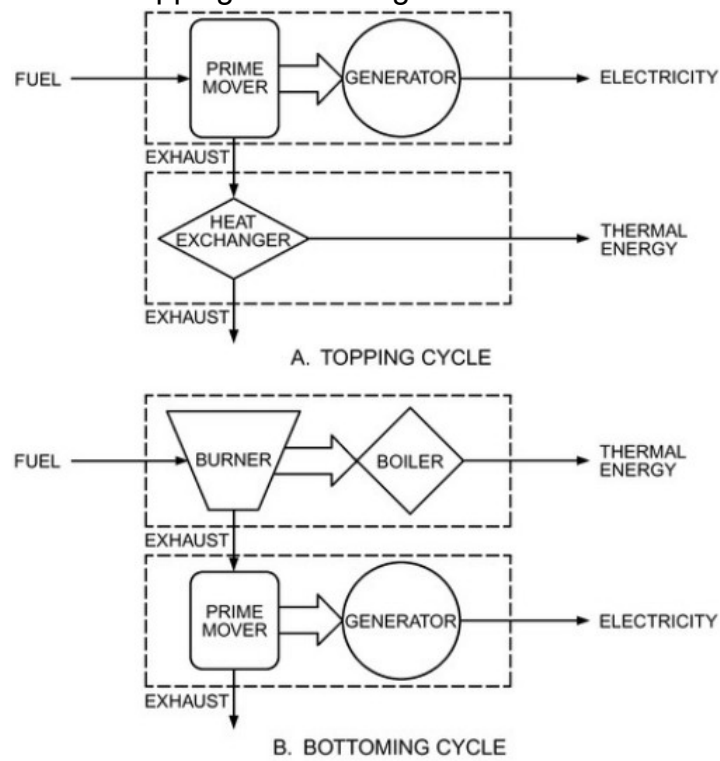 FUEL
PRIME
MOVER
GENERATOR
ELECTRICITY
EXHAUST
HEAT
EXCHANGER
THERMAL
ENERGY
EXHAUST
A. TOPPING CYCLE
FUEL
BURNER
BOILER
THERMAL
ENERGY
EXHAUST
PRIME
MOVER
GENERATOR
ELECTRICITY
EXHAUST
B. BOTTOMING CYCLE